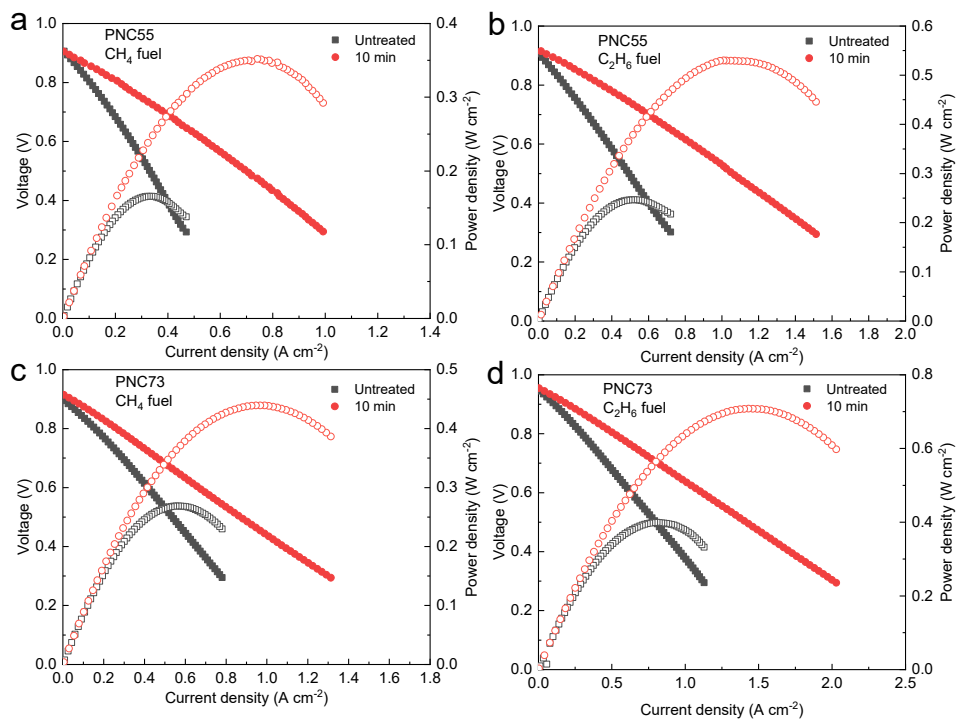 a
PNC55
CH4 fuel
Untreated
10 min
Voltage (V)
Power density (W cm-2)
Current density (A cm-2)
1.0
0.8
0.6
0.4
0.2
0.0
0.4
0.3
0.2
0.1
0.0
0.0 0.2 0.4 0.6 0.8 1.0 1.2 1.4
b
PNC55
C2H6 fuel
Untreated
10 min
Voltage (V)
Power density (W cm-2)
Current density (A cm-2)
1.0
0.8
0.6
0.4
0.2
0.0
0.6
0.5
0.4
0.3
0.2
0.1
0.0
0.0 0.2 0.4 0.6 0.8 1.0 1.2 1.4 1.6 1.8 2.0
c
PNC73
CH4 fuel
Untreated
10 min
Voltage (V)
Power density (W cm-2)
Current density (A cm-2)
1.0
0.8
0.6
0.4
0.2
0.0
0.5
0.4
0.3
0.2
0.1
0.0
0.0 0.2 0.4 0.6 0.8 1.0 1.2 1.4 1.6 1.8
d
PNC73
C2H6 fuel
Untreated
10 min
Voltage (V)
Power density (W cm-2)
Current density (A cm-2)
1.0
0.8
0.6
0.4
0.2
0.0
0.8
0.6
0.4
0.2
0.0
0.0 0.5 1.0 1.5 2.0 2.5